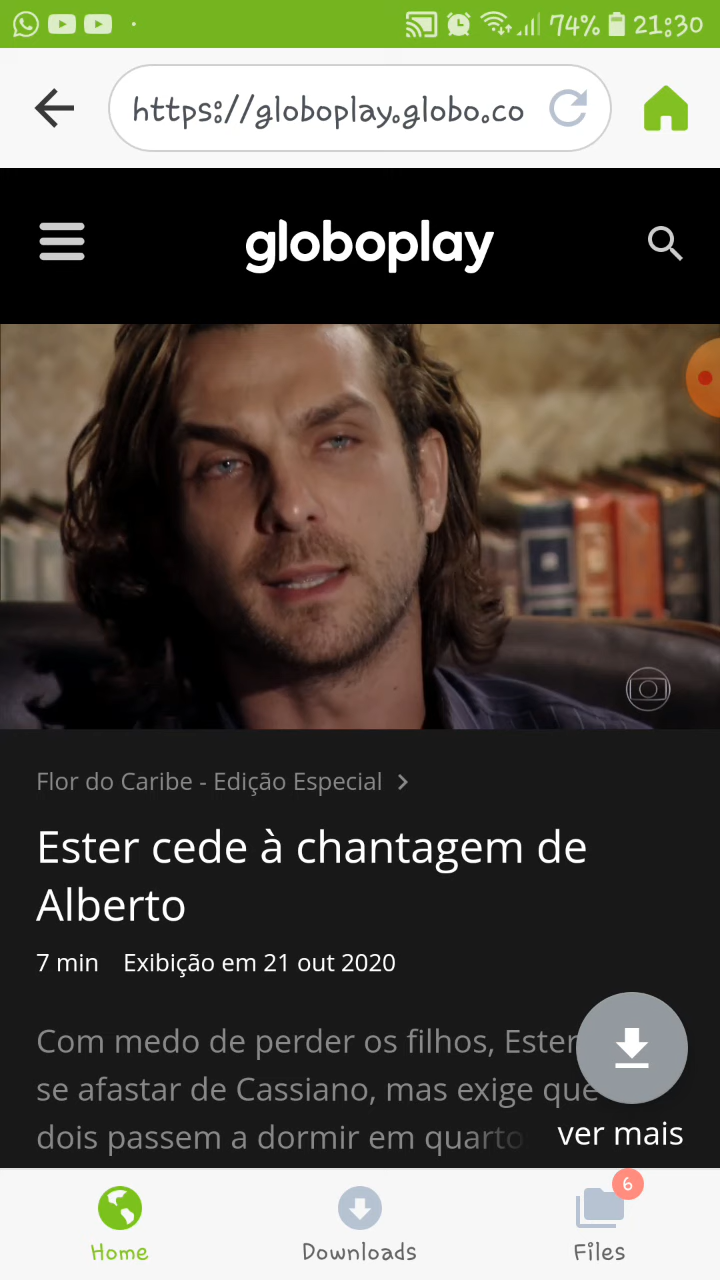 74% 21:30
https://globoplay.globo.co
globoplay
Flor do Caribe - Edição Especial
Ester cede à chantagem de
Alberto
7 min Exibição em 21 out 2020
Com medo de perder os filhos, Ester
se afastar de Cassiano, mas exige que
dois passem a dormir em quarto
ver mais
6
Home Downloads Files